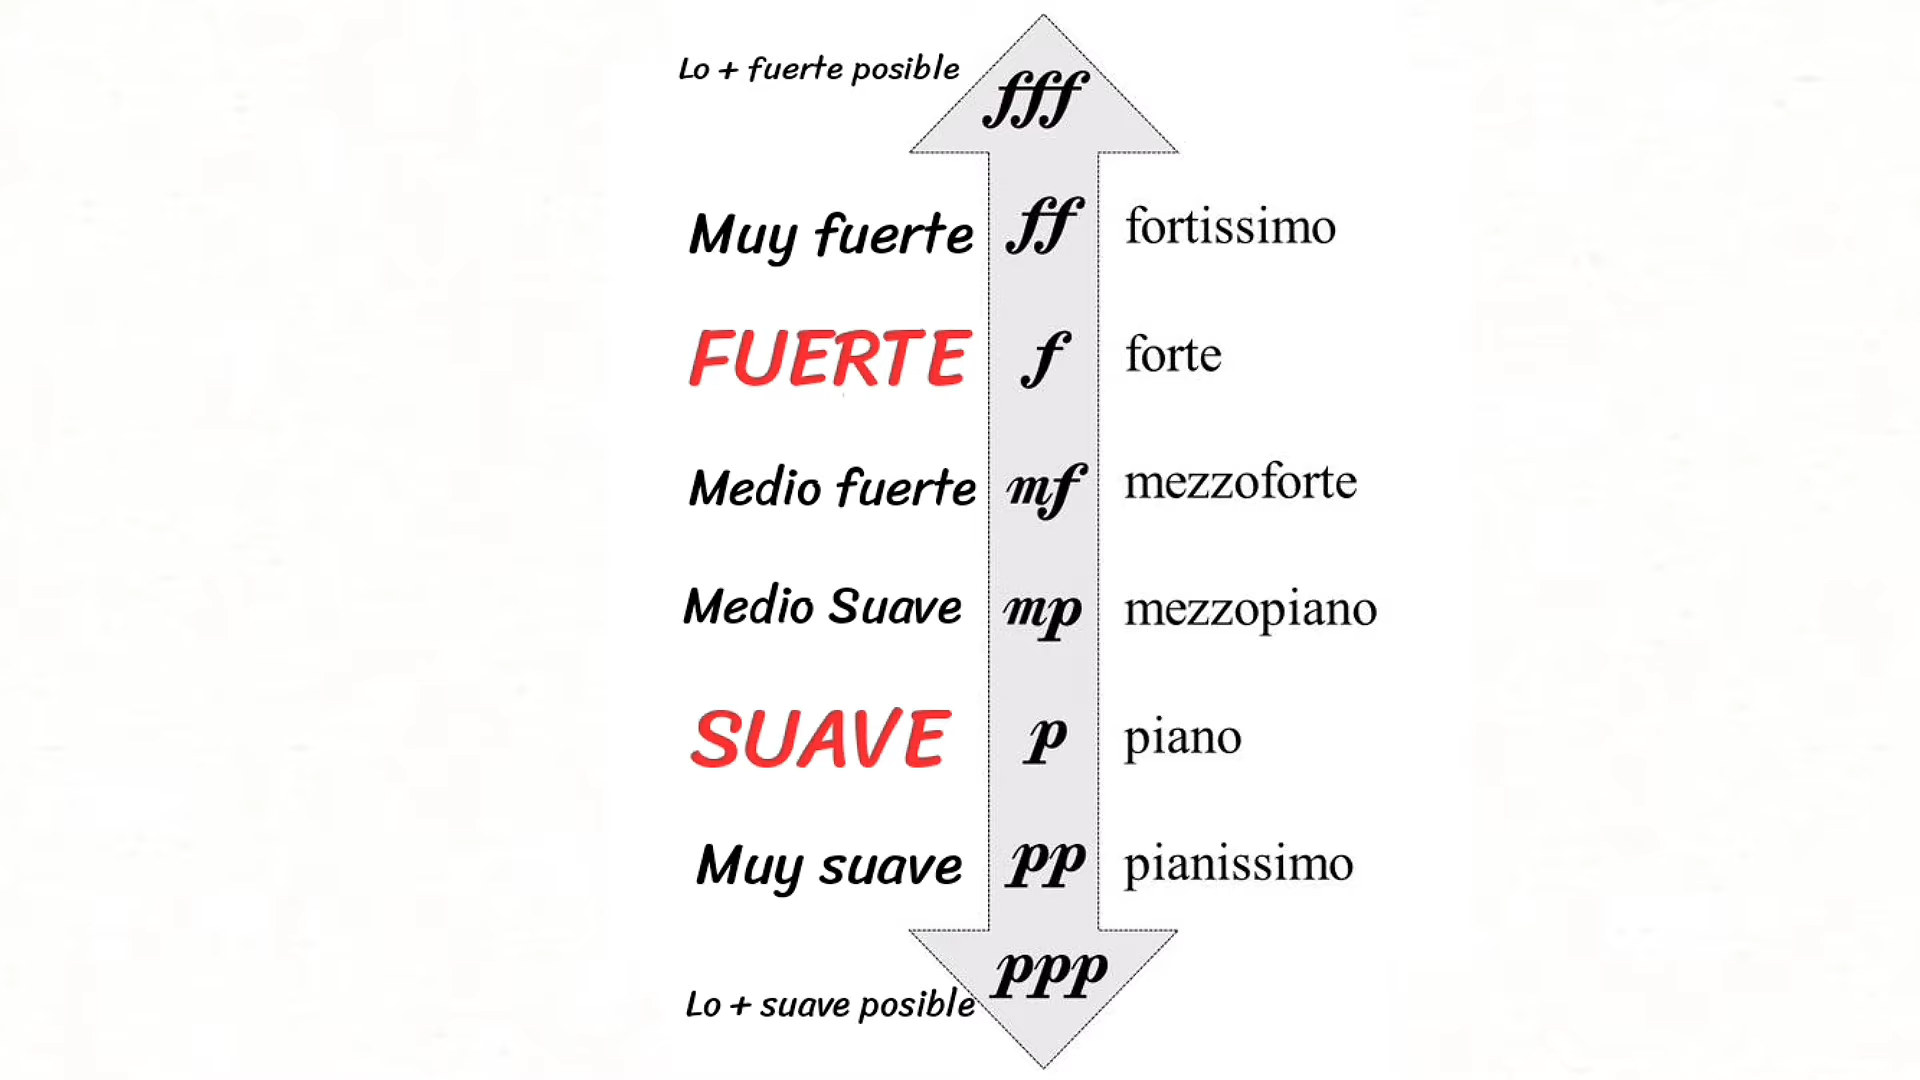 Lo + fuerte posible fff
Muy fuerte ff fortissimo
FUERTE f forte
Medio fuerte mf mezzoforte
Medio Suave mp mezzopiano
SUAVE p piano
Muy suave pp pianissimo
ppp
Lo + suave posible